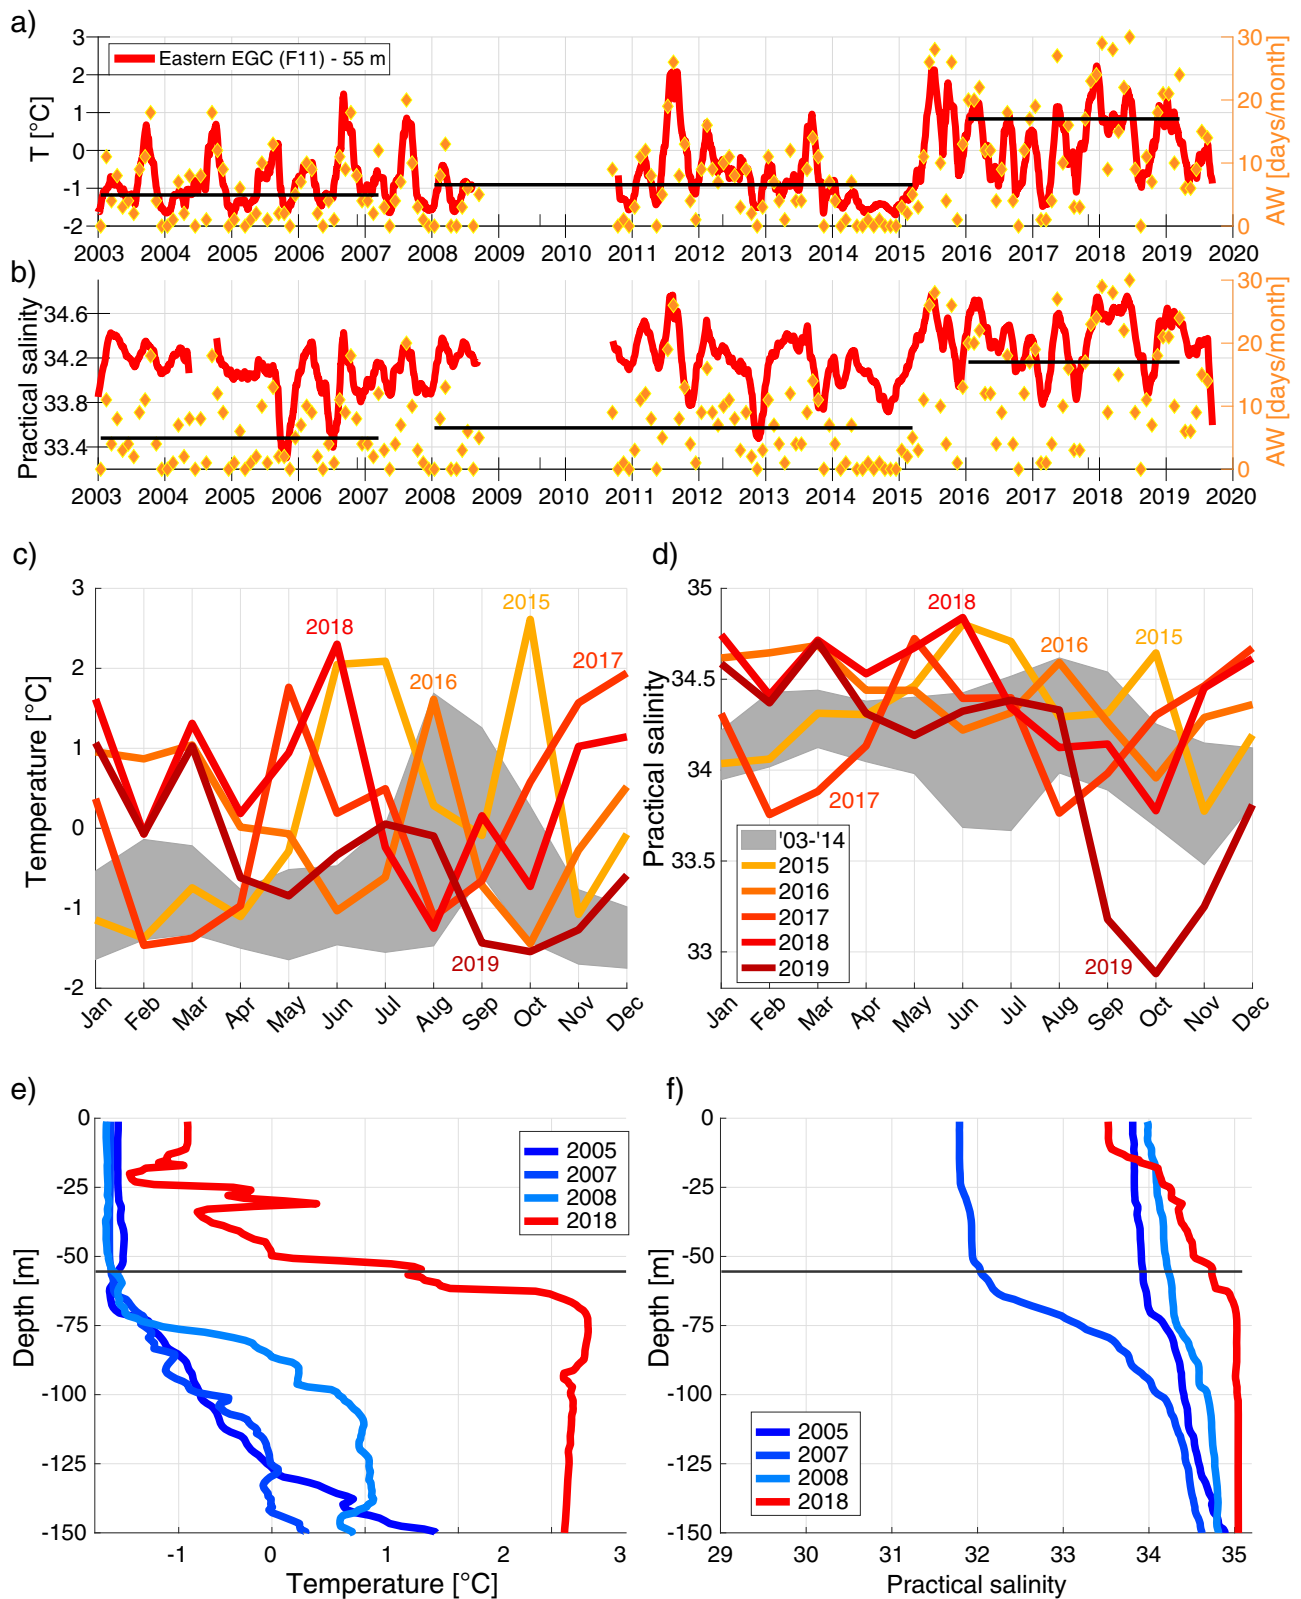 a)
3
2
1
0
-1
-2
T [°C]
Eastern EGC (F11) - 55 m
30
20
10
0
AW [days/month]
2003 2004 2005 2006 2007 2008 2009 2010 2011 2012 2013 2014 2015 2016 2017 2018 2019 2020
b)
34.6
34.2
33.8
33.4
Practical salinity
30
20
10
0
AW [days/month]
2003 2004 2005 2006 2007 2008 2009 2010 2011 2012 2013 2014 2015 2016 2017 2018 2019 2020
c)
3
2
1
0
-1
-2
Temperature [°C]
2015
2018
2017
2016
2019
Jan Feb Mar Apr May Jun Jul Aug Sep Oct Nov Dec
d)
35
34.5
34
33.5
33
Practical salinity
2018
2016
2015
2017
2019
'03-'14
2015
2016
2017
2018
2019
Jan Feb Mar Apr May Jun Jul Aug Sep Oct Nov Dec
e)
0
-25
-50
-75
-100
-125
-150
Depth [m]
2005
2007
2008
2018
-1 0 1 2 3
Temperature [°C]
f)
0
-25
-50
-75
-100
-125
-150
Depth [m]
2005
2007
2008
2018
29 30 31 32 33 34 35
Practical salinity